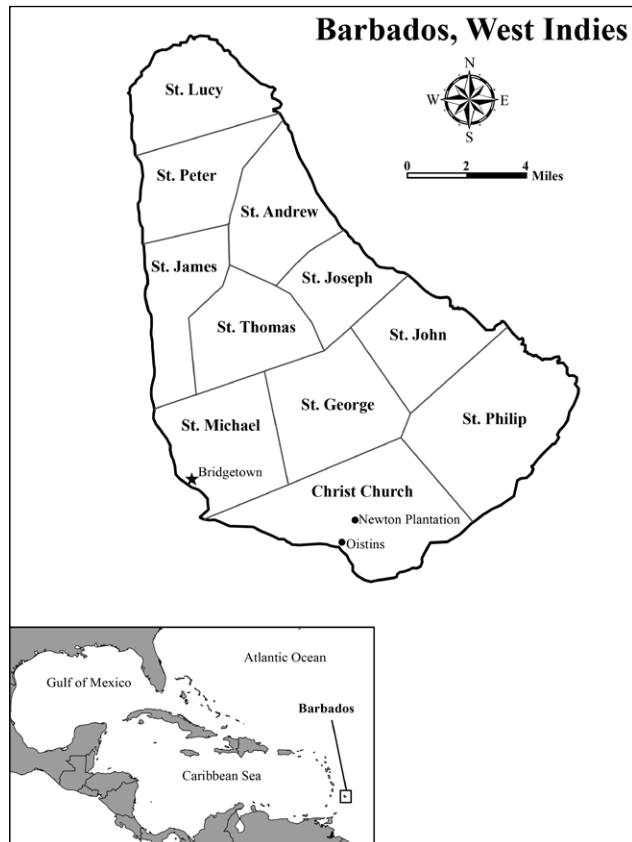 Barbados, West Indies
N
W E
S
0 2 4
Miles
St. Lucy
St. Peter
St. Andrew
St. James
St. Joseph
St. Thomas
St. John
St. George
St. Michael
St. Philip
Bridgetown
Christ Church
Newton Plantation
Oistins
Atlantic Ocean
Gulf of Mexico
Barbados
Caribbean Sea